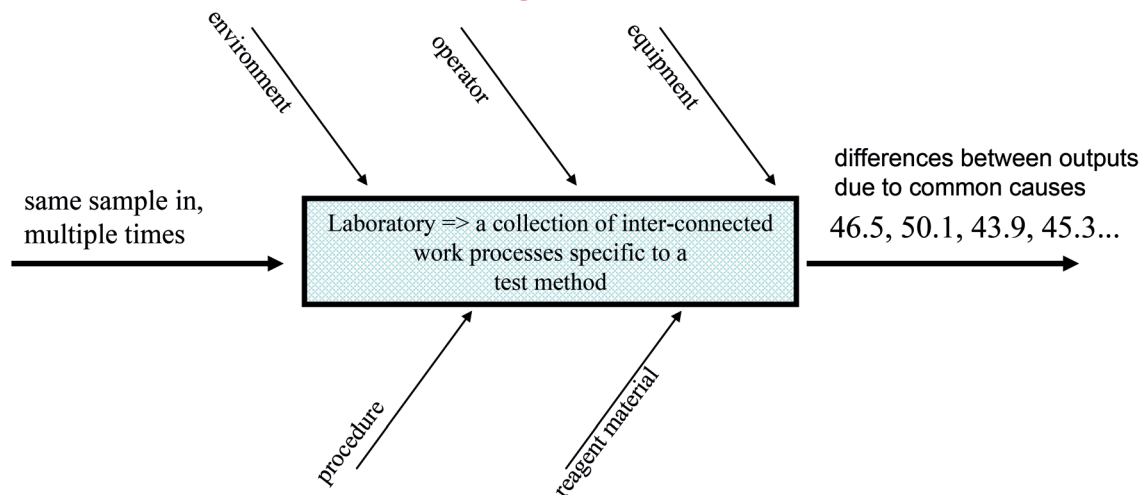 environment
operator
equipment
differences between outputs
due to common causes
46.5, 50.1, 43.9, 45.3...
same sample in,
multiple times
Laboratory => a collection of inter-connected
work processes specific to a
test method
procedure
reagent material